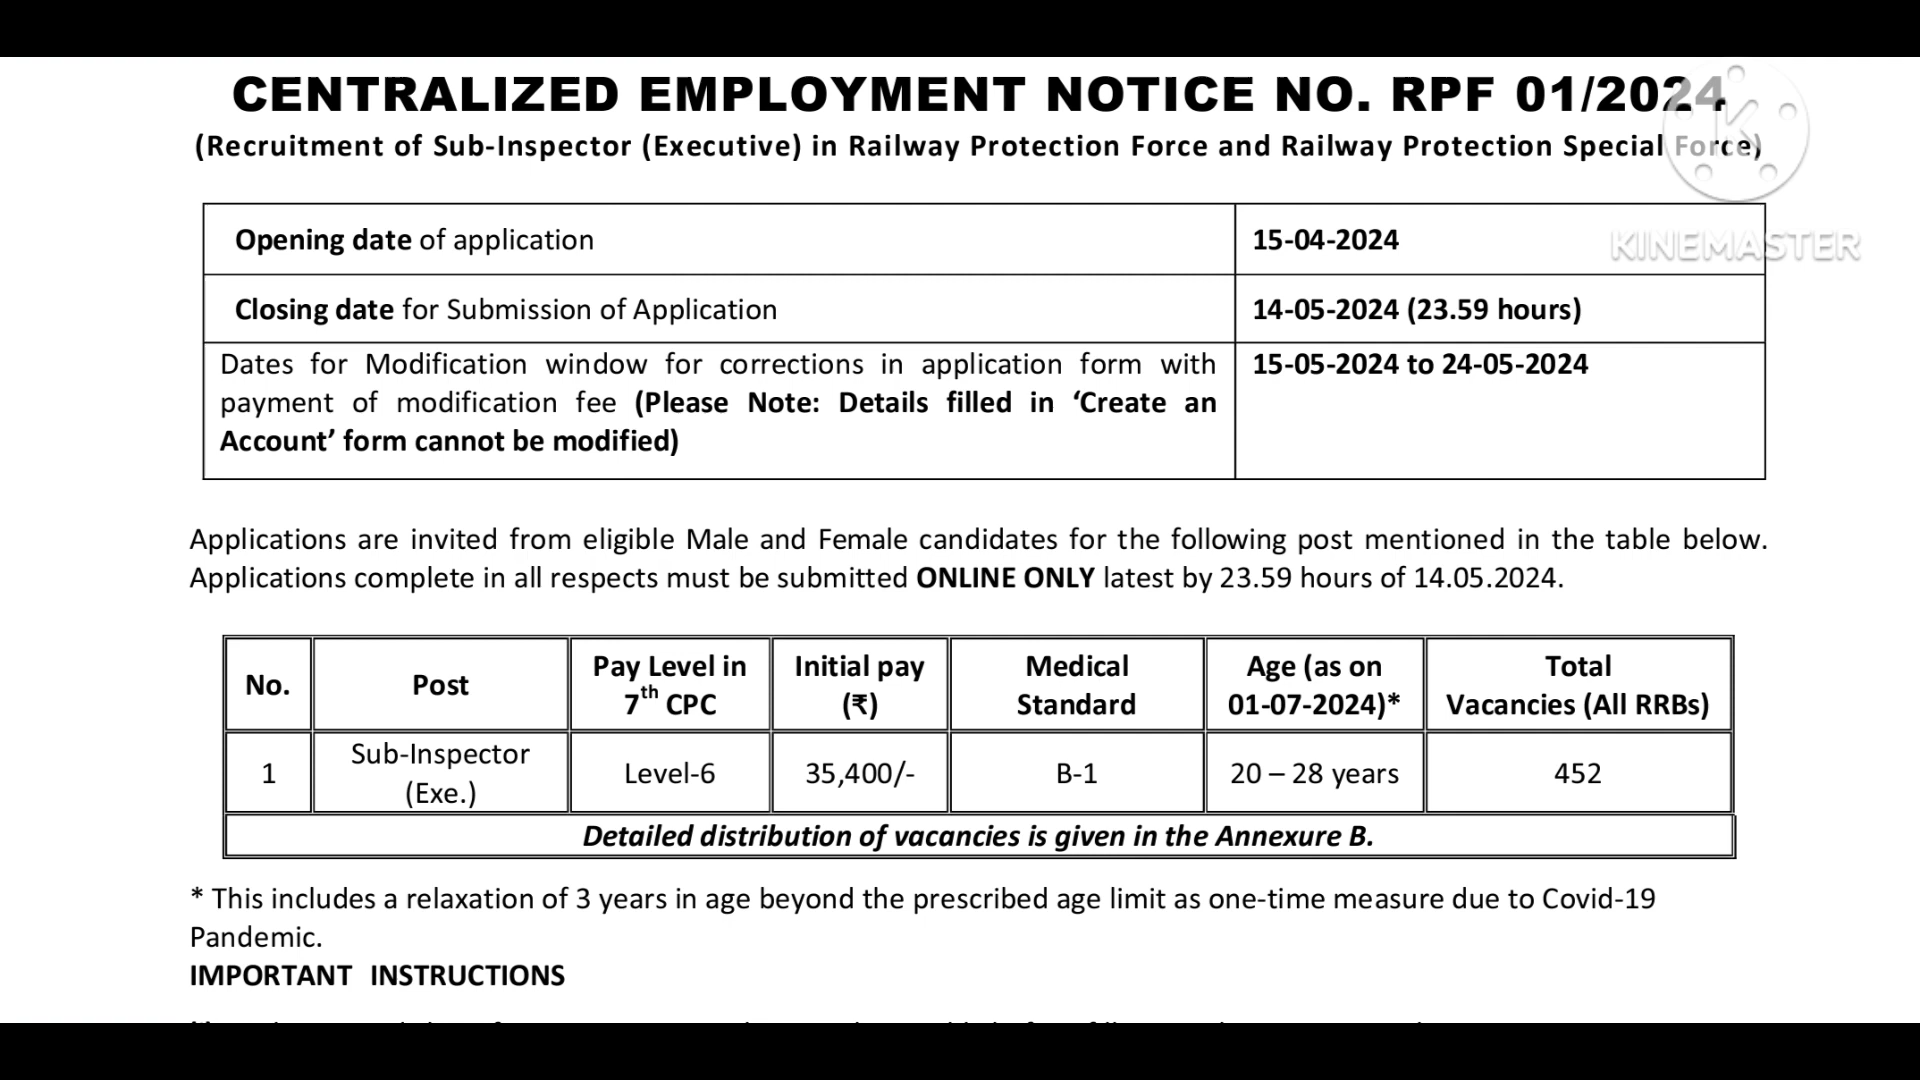 CENTRALIZED EMPLOYMENT NOTICE NO. RPF 01/2024
(Recruitment of Sub-Inspector (Executive) in Railway Protection Force and Railway Protection Special Force)
KINEMASTER
Opening date of application 15-04-2024
Closing date for Submission of Application 14-05-2024 (23.59 hours)
Dates for Modification window for corrections in application form with 15-05-2024 to 24-05-2024
payment of modification fee (Please Note: Details filled in ‘Create an
Account’ form cannot be modified)
Applications are invited from eligible Male and Female candidates for the following post mentioned in the table below.
Applications complete in all respects must be submitted ONLINE ONLY latest by 23.59 hours of 14.05.2024.
No. Post Pay Level in 7th CPC Initial pay (₹) Medical Standard Age (as on 01-07-2024)* Total Vacancies (All RRBs)
1 Sub-Inspector (Exe.) Level-6 35,400/- B-1 20 – 28 years 452
Detailed distribution of vacancies is given in the Annexure B.
* This includes a relaxation of 3 years in age beyond the prescribed age limit as one-time measure due to Covid-19
Pandemic.
IMPORTANT INSTRUCTIONS